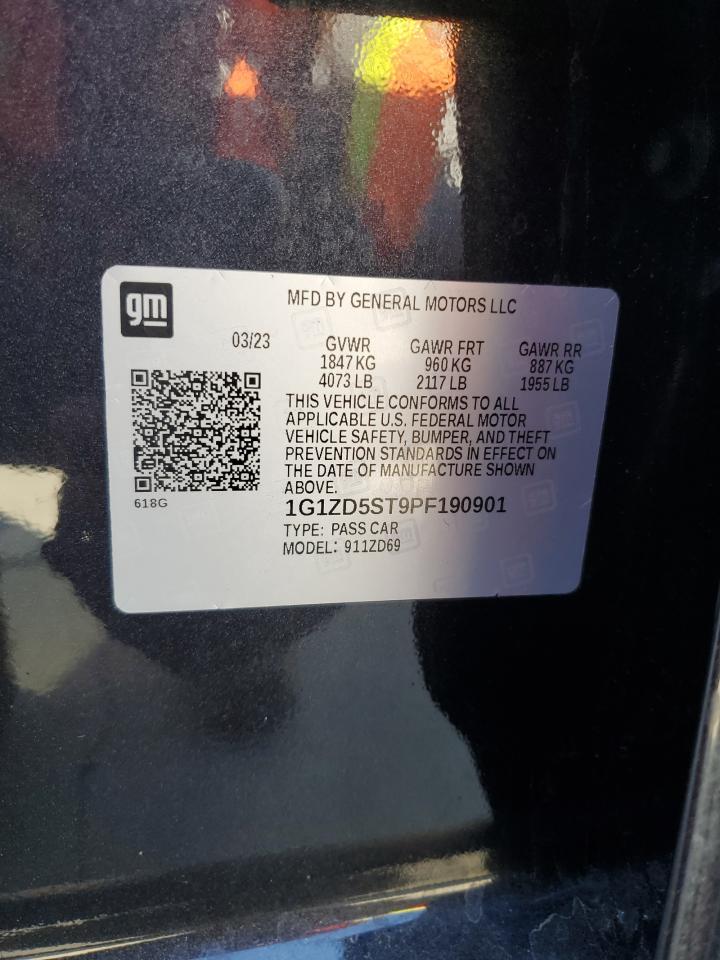 gm
MFD BY GENERAL MOTORS LLC
03/23
GVWR GAWR FRT GAWR RR
1847 KG 960 KG 887 KG
4073 LB 2117 LB 1955 LB
THIS VEHICLE CONFORMS TO ALL
APPLICABLE U.S. FEDERAL MOTOR
VEHICLE SAFETY, BUMPER, AND THEFT
PREVENTION STANDARDS IN EFFECT ON
THE DATE OF MANUFACTURE SHOWN
ABOVE.
618G
1G1ZD5ST9PF190901
TYPE: PASS CAR
MODEL: 911ZD69